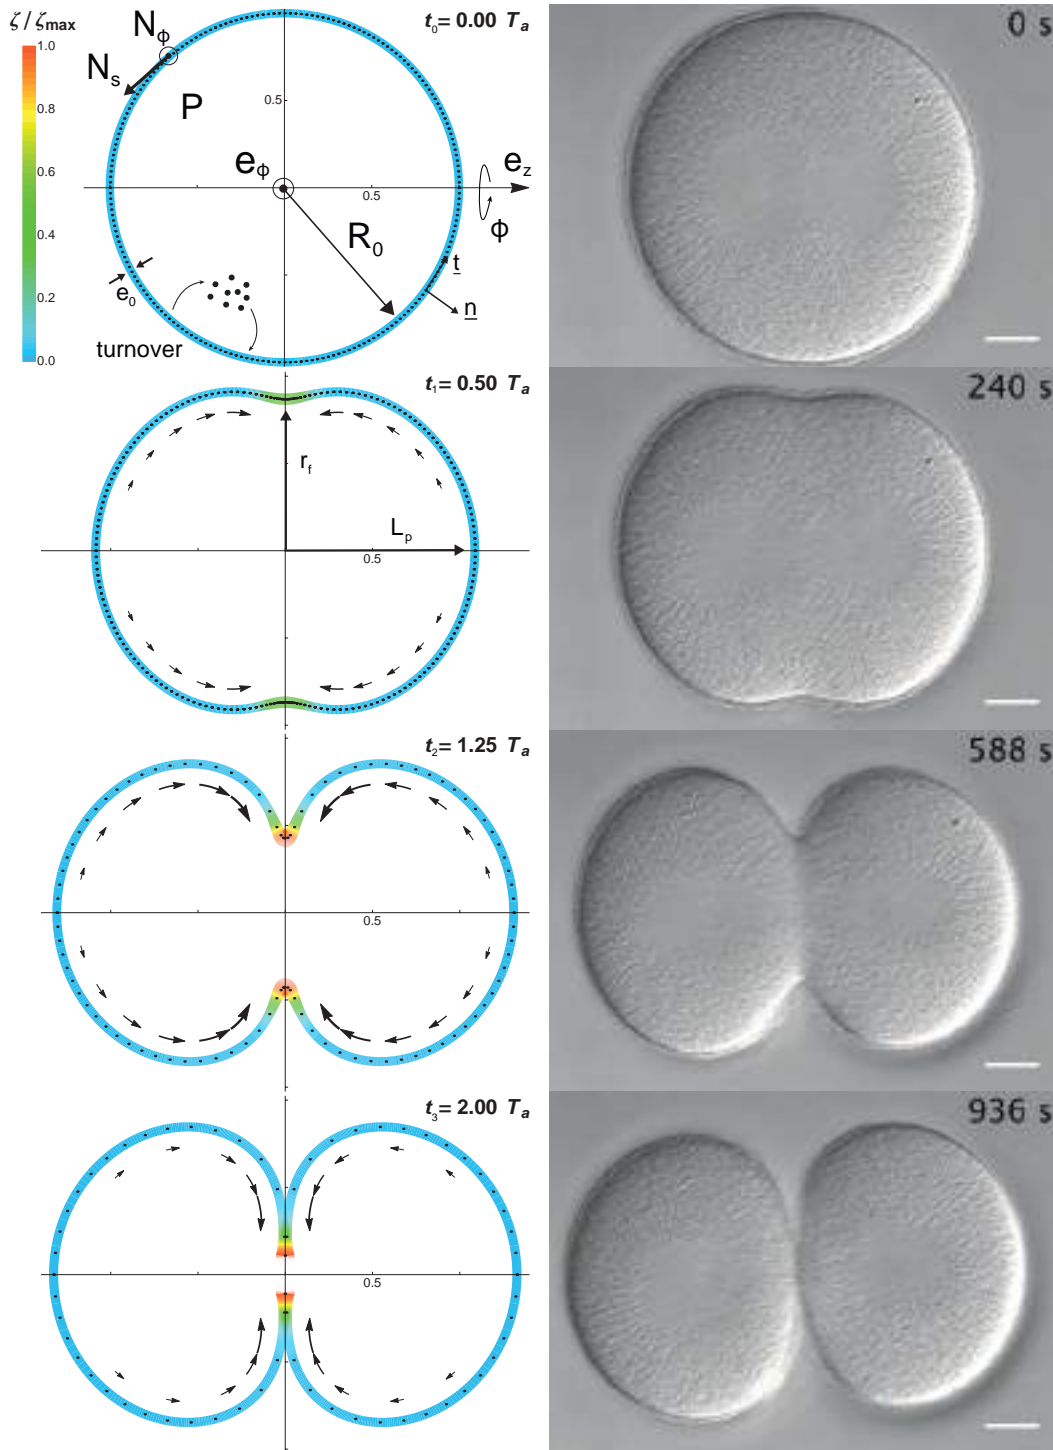 ζ / ζmax
1.0
0.8
0.6
0.4
0.2
0.0
t0= 0.00 Ta
Nϕ
Ns
P
0.5
eϕ
ez
0.5
ϕ
R0
t
e0
n
turnover
0 s
t1= 0.50 Ta
rf
Lp
0.5
240 s
t2= 1.25 Ta
0.5
588 s
t3= 2.00 Ta
0.5
936 s